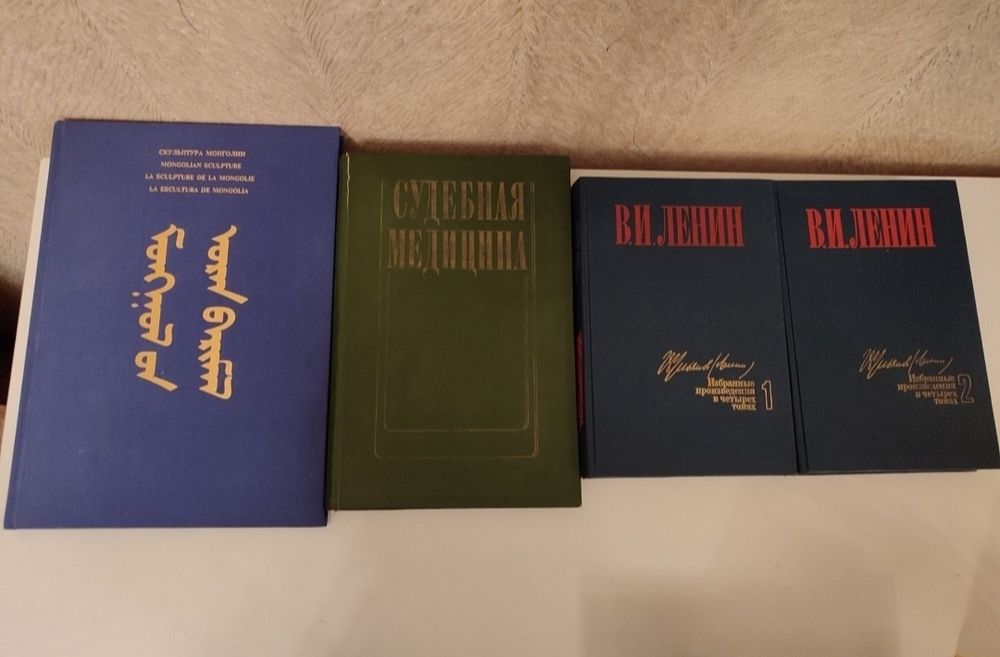 СКУЛЬПТУРА МОНГОЛИИ
MONGOLIAN SCULPTURE
LA SCULPTURE DE LA MONGOLIE
LA ESCULTURA DE MONGOLIA
СУДЕБНАЯ
МЕДИЦИНА
В.И. ЛЕНИН
Избранные
произведения
в четырех
томах
1
В.И. ЛЕНИН
Избранные
произведения
в четырех
томах
2